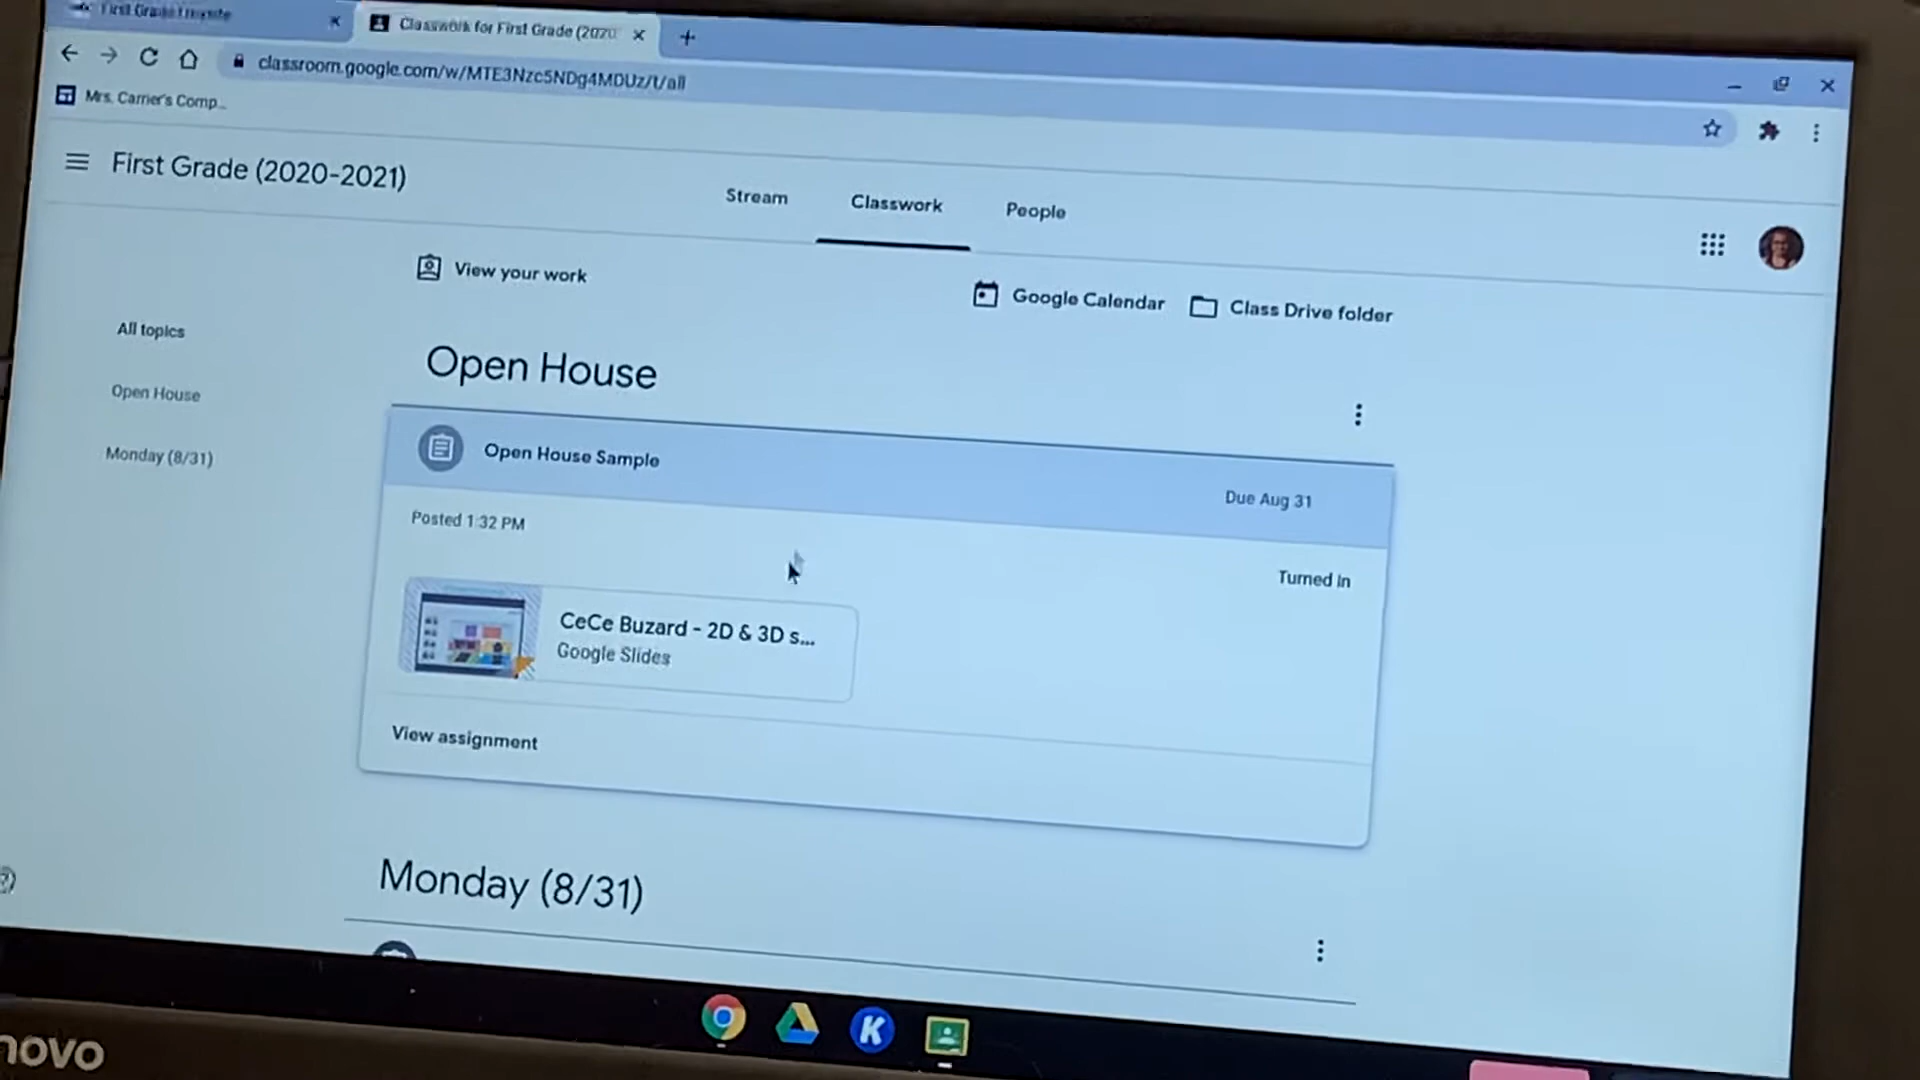 First Grade
Classwork for First Grade (2020
classroom.google.com/w/MTE3Nzc5NDg4MDUz/t/all
Mrs. Carrier's Comp...
First Grade (2020-2021)
Stream
Classwork
People
View your work
Google Calendar
Class Drive folder
All topics
Open House
Monday (8/31)
Open House
Open House Sample
Due Aug 31
Posted 1:32 PM
Turned in
CeCe Buzard - 2D & 3D s...
Google Slides
View assignment
Monday (8/31)
K
novo